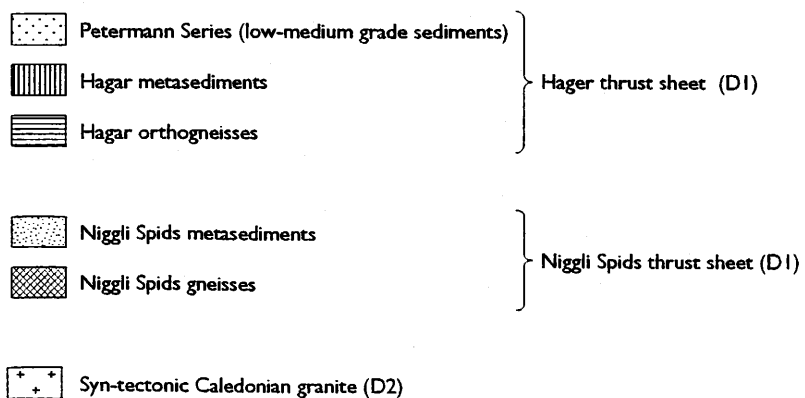 Petermann Series (low-medium grade sediments)
Hagar metasediments
Hager thrust sheet (D1)
Hagar orthogneisses
Niggli Spids metasediments
Niggli Spids thrust sheet (D1)
Niggli Spids gneisses
Syn-tectonic Caledonian granite (D2)